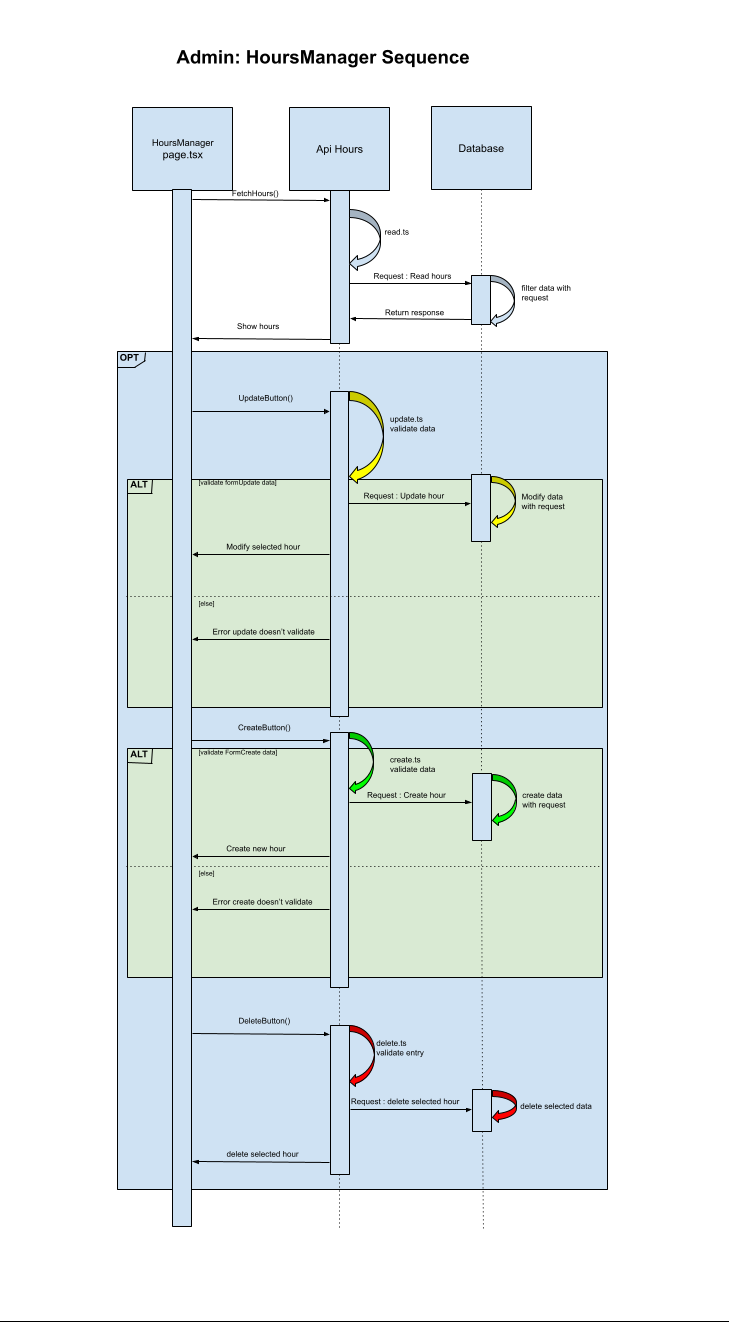 Admin: HoursManager Sequence
HoursManager
page.tsx
Api Hours
Database
FetchHours()
read.ts
Request : Read hours
filter data with
request
Return response
Show hours
OPT
UpdateButton()
update.ts
validate data
ALT
[validate formUpdate data]
Request : Update hour
Modify data
with request
Modify selected hour
[else]
Error update doesn't validate
CreateButton()
ALT
[validate FormCreate data]
create.ts
validate data
Request : Create hour
create data
with request
Create new hour
[else]
Error create doesn't validate
DeleteButton()
delete.ts
validate entry
Request : delete selected hour
delete selected data
delete selected hour